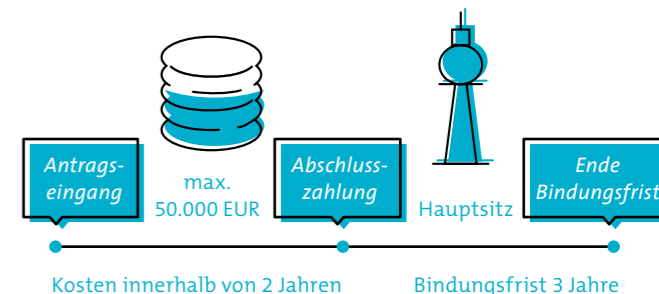 Antrags-
eingang
max.
50.000 EUR
Abschluss-
zahlung
Hauptsitz
Ende
Bindungsfrist
Kosten innerhalb von 2 Jahren
Bindungsfrist 3 Jahre